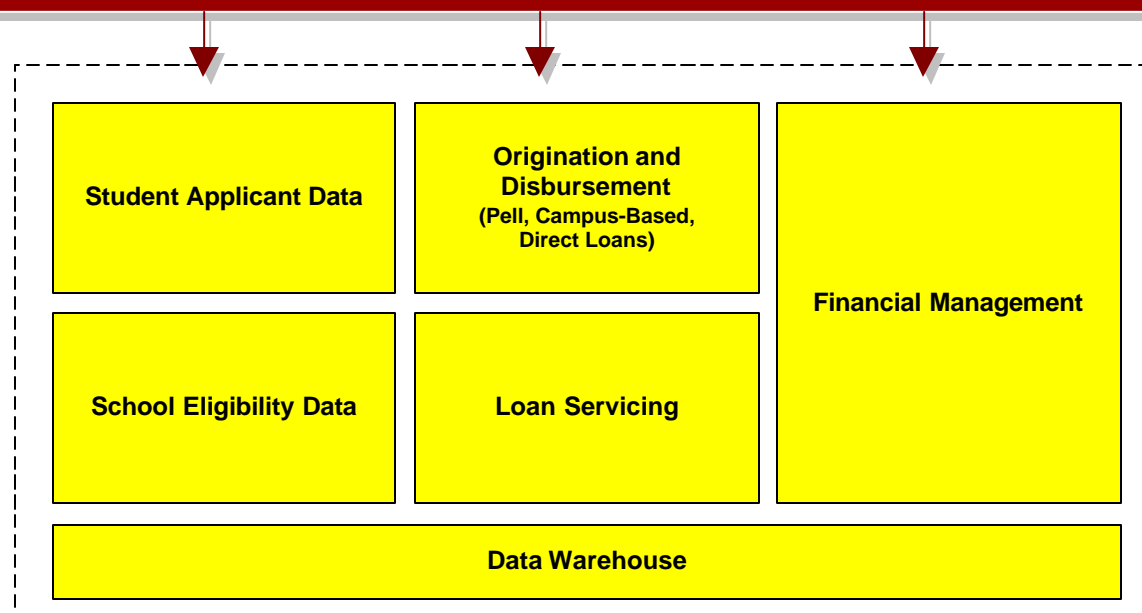 Student Applicant Data
Origination and
Disbursement
(Pell, Campus-Based,
Direct Loans)
Financial Management
School Eligibility Data
Loan Servicing
Data Warehouse